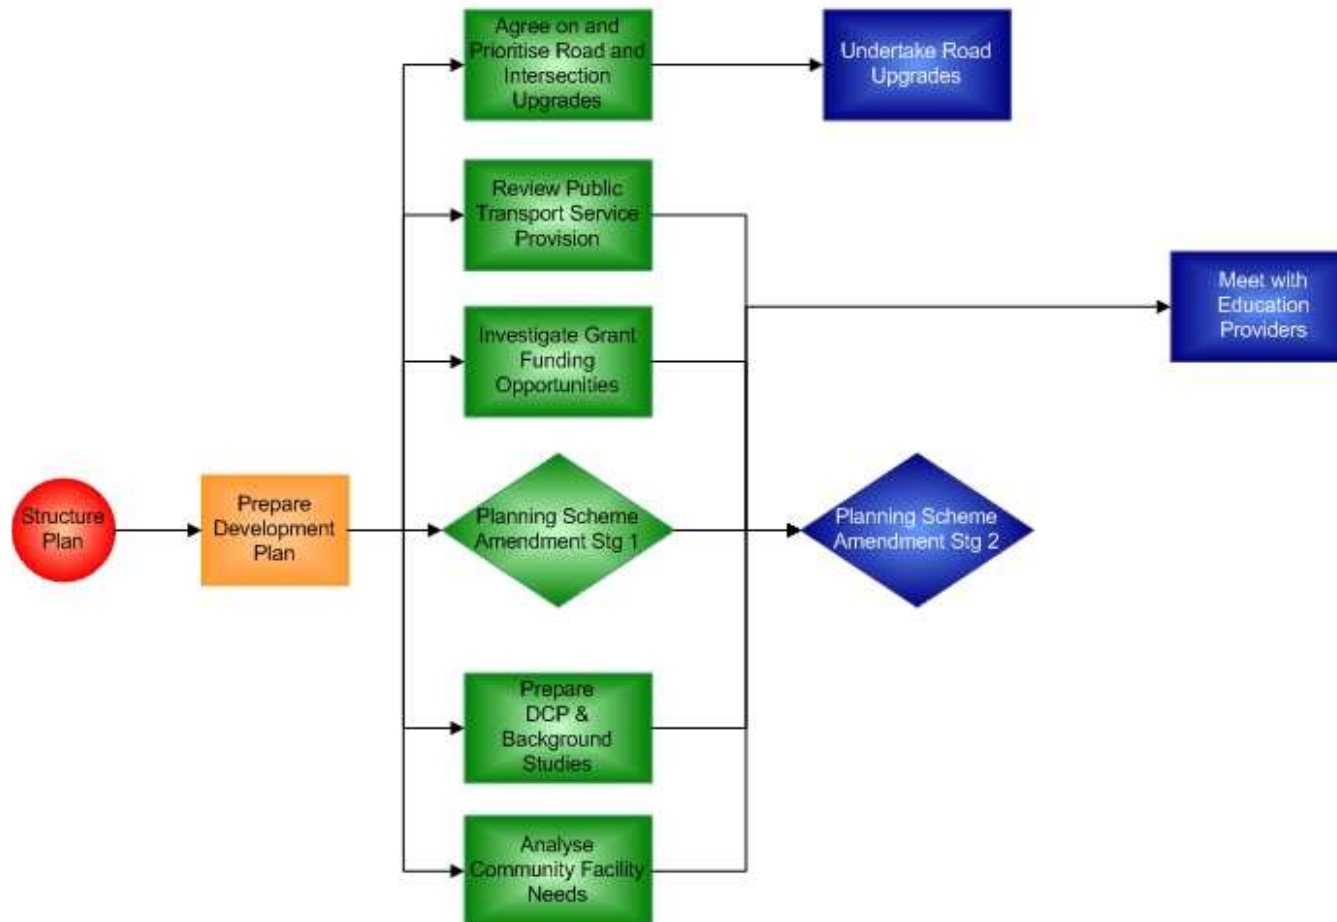 Agree on and
Prioritise Road and
Intersection
Upgrades
Undertake Road
Upgrades
Review Public
Transport Service
Provision
Meet with
Education
Providers
Investigate Grant
Funding
Opportunities
Structure
Plan
Prepare
Development
Plan
Planning Scheme
Amendment Stg 1
Planning Scheme
Amendment Stg 2
Prepare
DCP &
Background
Studies
Analyse
Community Facility
Needs